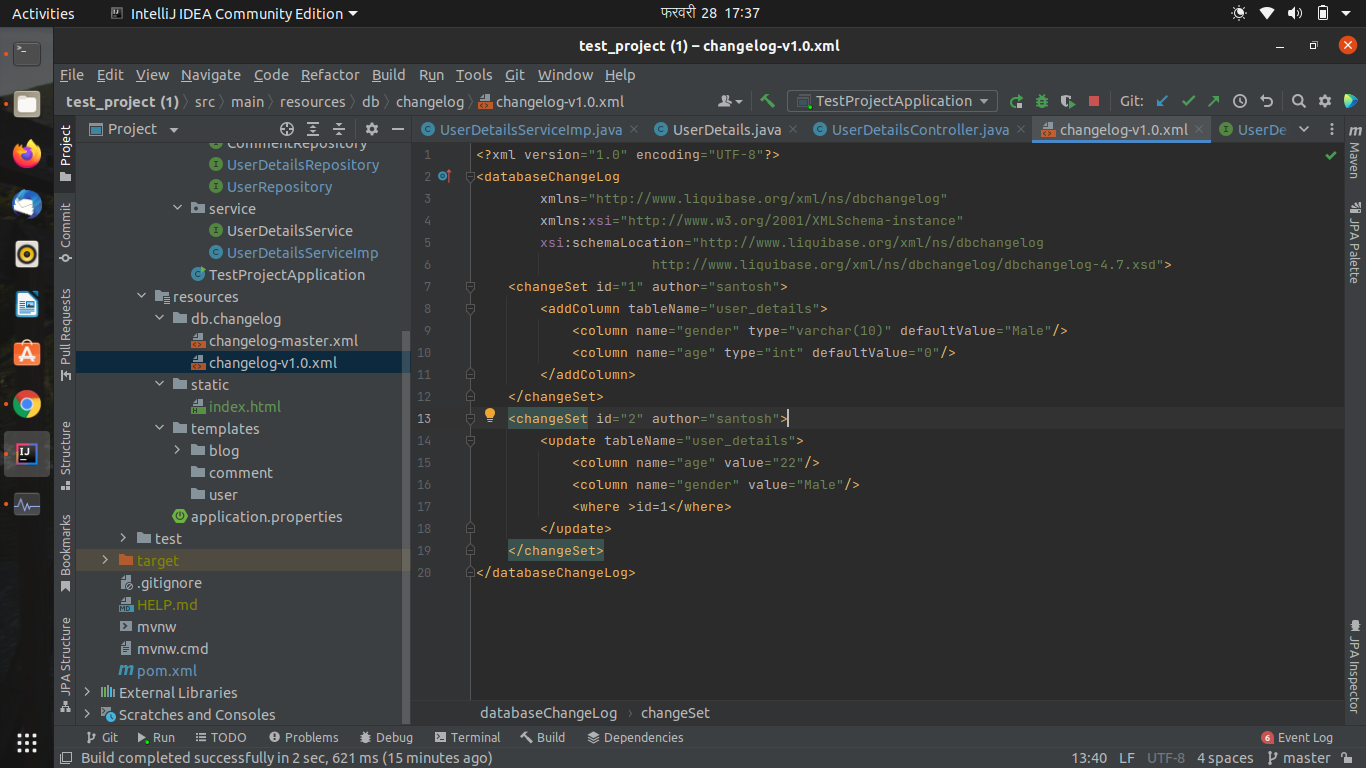 Activities IntelliJ IDEA Community Edition फरवरी 28 17:37
test_project (1) – changelog-v1.0.xml
File Edit View Navigate Code Refactor Build Run Tools Git Window Help
test_project (1) src main resources db changelog changelog-v1.0.xml TestProjectApplication Git:
Project UserDetailsServiceImp.java UserDetails.java UserDetailsController.java changelog-v1.0.xml UserDe
Project
Commit
Pull Requests
Structure
Bookmarks
JPA Structure
CommentRepository
UserDetailsRepository
UserRepository
service
UserDetailsService
UserDetailsServiceImp
TestProjectApplication
resources
db.changelog
changelog-master.xml
changelog-v1.0.xml
static
index.html
templates
blog
comment
user
application.properties
test
target
.gitignore
HELP.md
mvnw
mvnw.cmd
pom.xml
External Libraries
Scratches and Consoles
1 <?xml version="1.0" encoding="UTF-8"?>
2 <databaseChangeLog
3 xmlns="http://www.liquibase.org/xml/ns/dbchangelog"
4 xmlns:xsi="http://www.w3.org/2001/XMLSchema-instance"
5 xsi:schemaLocation="http://www.liquibase.org/xml/ns/dbchangelog
6 http://www.liquibase.org/xml/ns/dbchangelog/dbchangelog-4.7.xsd">
7 <changeSet id="1" author="santosh">
8 <addColumn tableName="user_details">
9 <column name="gender" type="varchar(10)" defaultValue="Male"/>
10 <column name="age" type="int" defaultValue="0"/>
11 </addColumn>
12 </changeSet>
13 <changeSet id="2" author="santosh">
14 <update tableName="user_details">
15 <column name="age" value="22"/>
16 <column name="gender" value="Male"/>
17 <where >id=1</where>
18 </update>
19 </changeSet>
20 </databaseChangeLog>
Maven
JPA Palette
JPA Inspector
databaseChangeLog changeSet
Git Run TODO Problems Debug Terminal Build Dependencies 6 Event Log
Build completed successfully in 2 sec, 621 ms (15 minutes ago) 13:40 LF UTF-8 4 spaces master